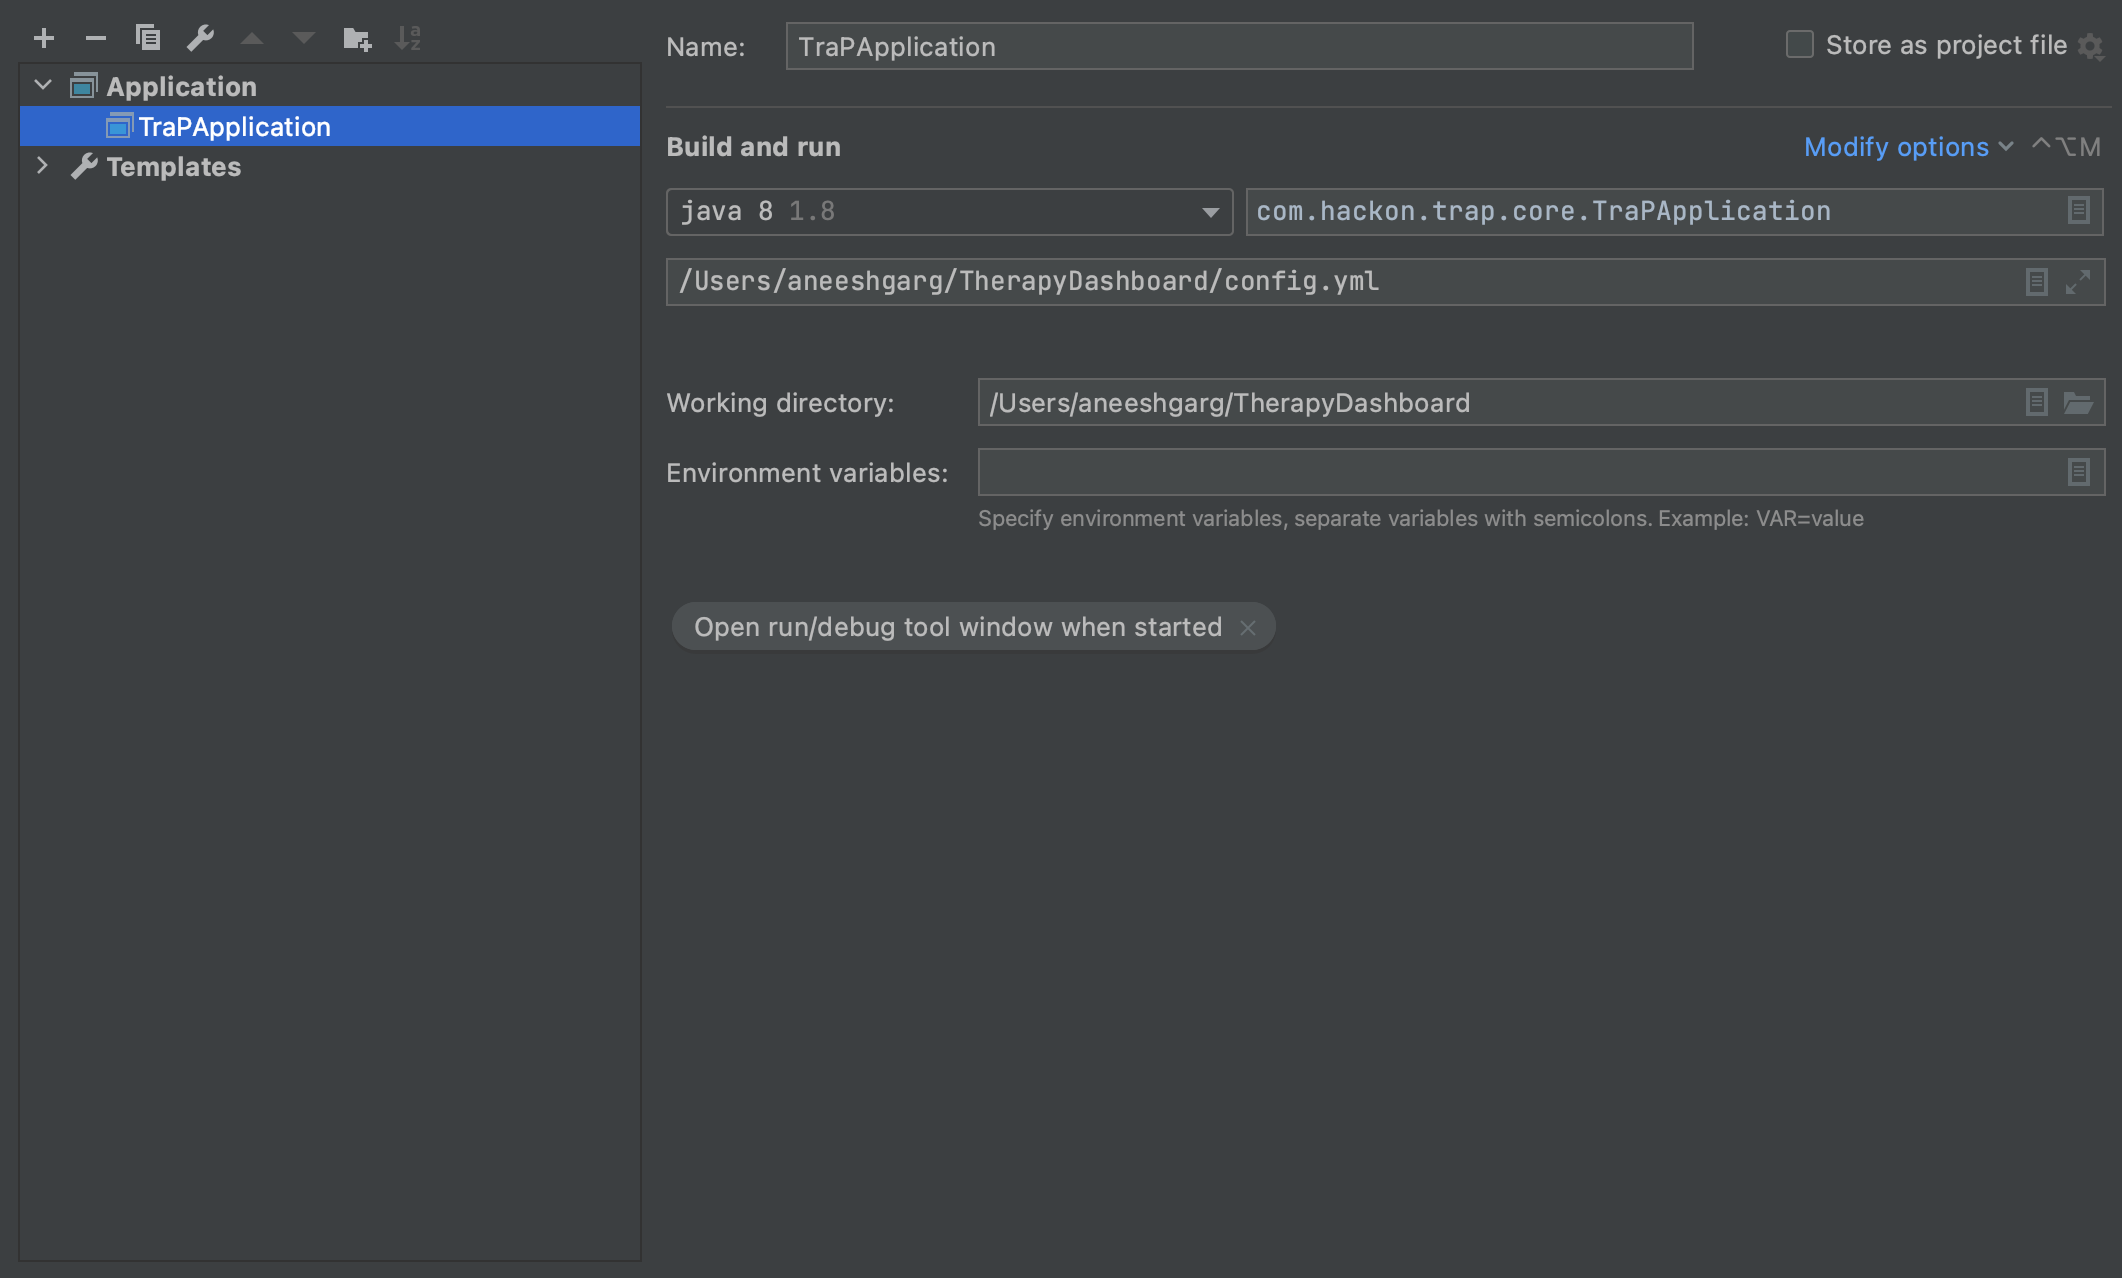 Application
TraPApplication
Templates
Name: TraPApplication Store as project file
Build and run Modify options ⌃⌥M
java 8 1.8 com.hackon.trap.core.TraPApplication
/Users/aneeshgarg/TherapyDashboard/config.yml
Working directory: /Users/aneeshgarg/TherapyDashboard
Environment variables:
Specify environment variables, separate variables with semicolons. Example: VAR=value
Open run/debug tool window when started